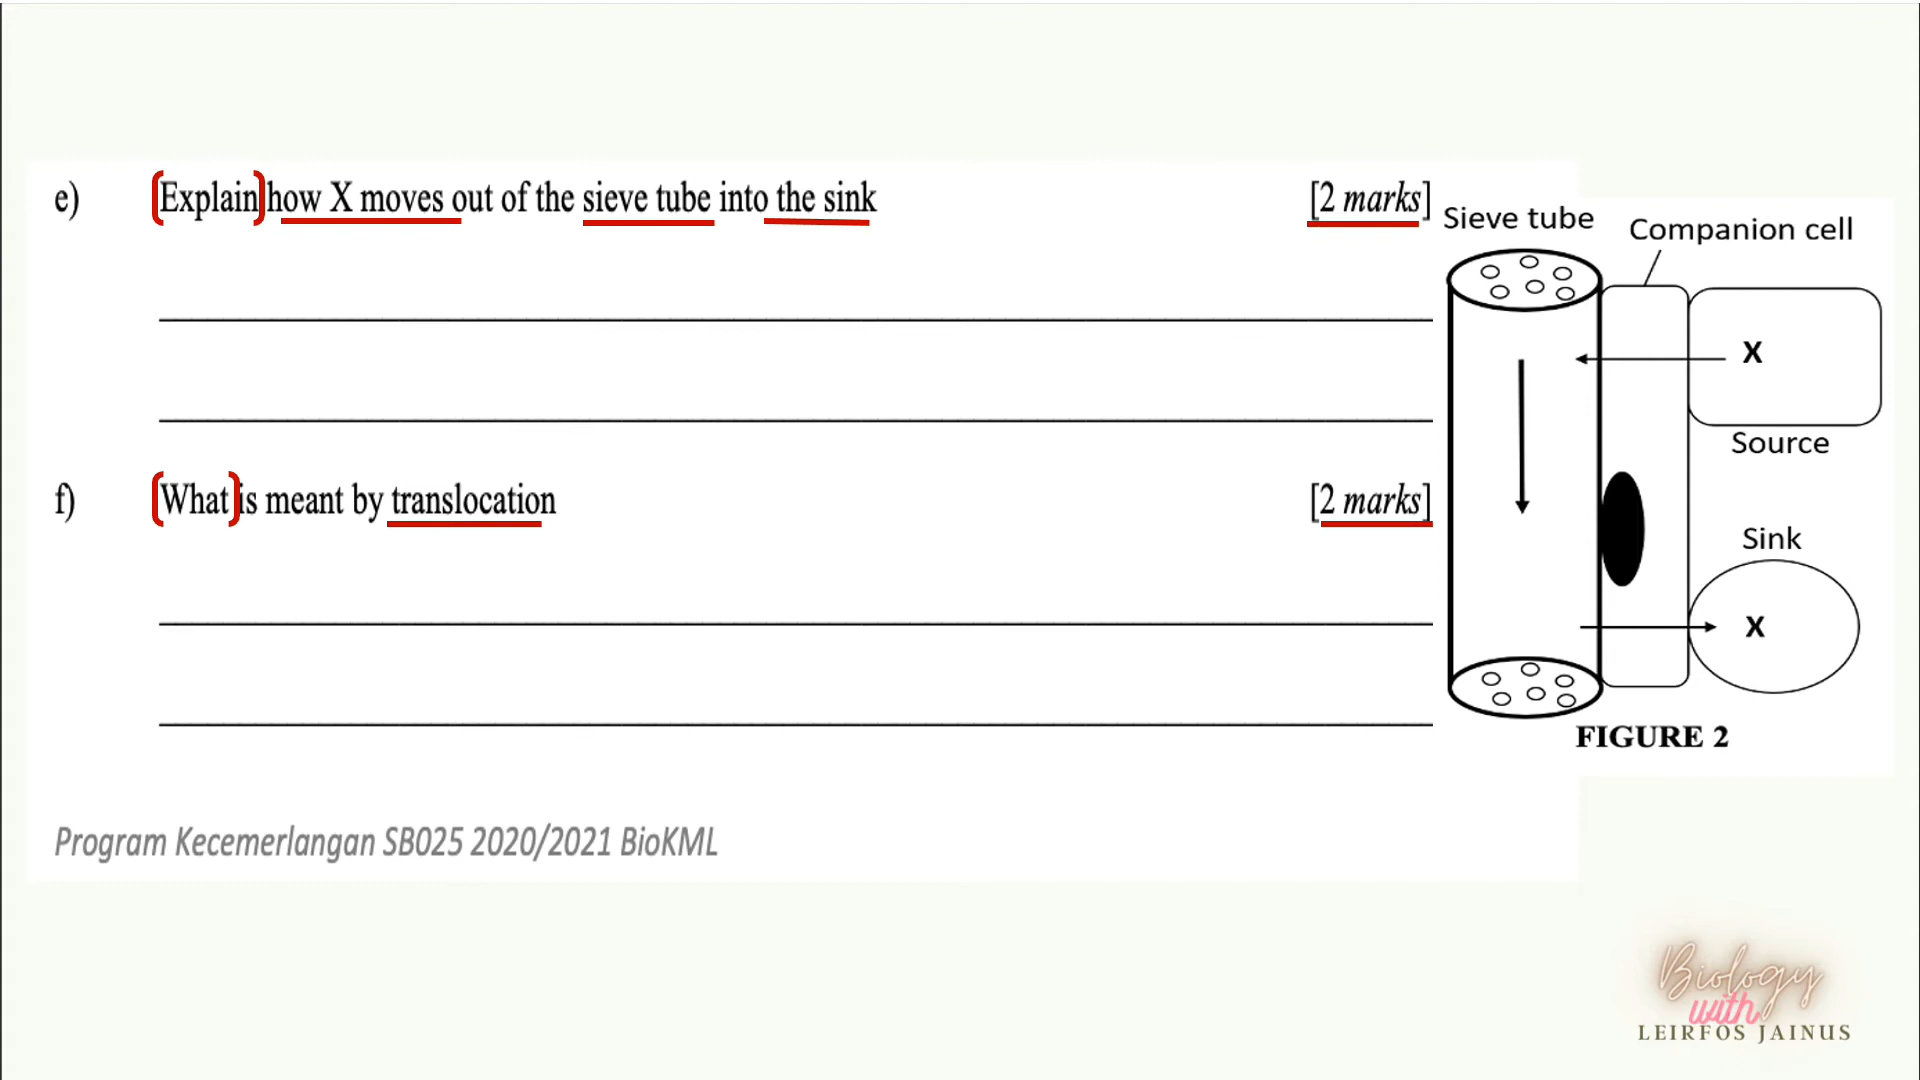 e) Explain how X moves out of the sieve tube into the sink [2 marks]
Sieve tube
Companion cell
X
Source
f) What is meant by translocation [2 marks]
Sink
X
FIGURE 2
Program Kecemerlangan SB025 2020/2021 BioKML
Biology
with
LEIRFOS JAINUS